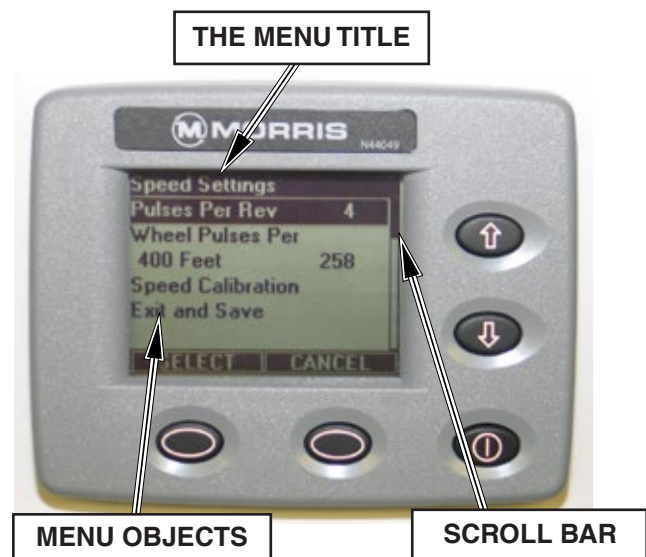 THE MENU TITLE
MORRIS
N44049
Speed Settings
Pulses Per Rev 4
Wheel Pulses Per
400 Feet 258
Speed Calibration
Exit and Save
SELECT CANCEL
MENU OBJECTS
SCROLL BAR